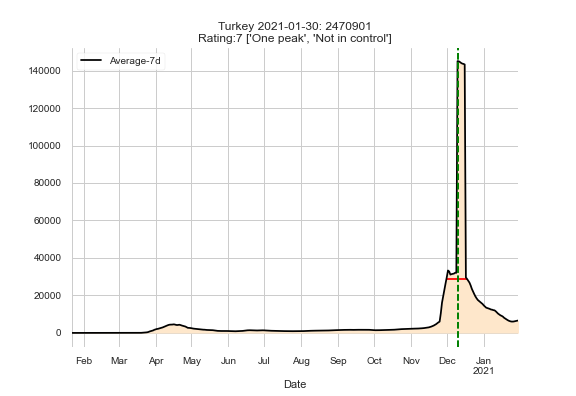 Turkey 2021-01-30: 2470901
Rating:7 ['One peak', 'Not in control']
Average-7d
140000
120000
100000
80000
60000
40000
20000
0
Feb Mar Apr May Jun Jul Aug Sep Oct Nov Dec Jan
2021
Date